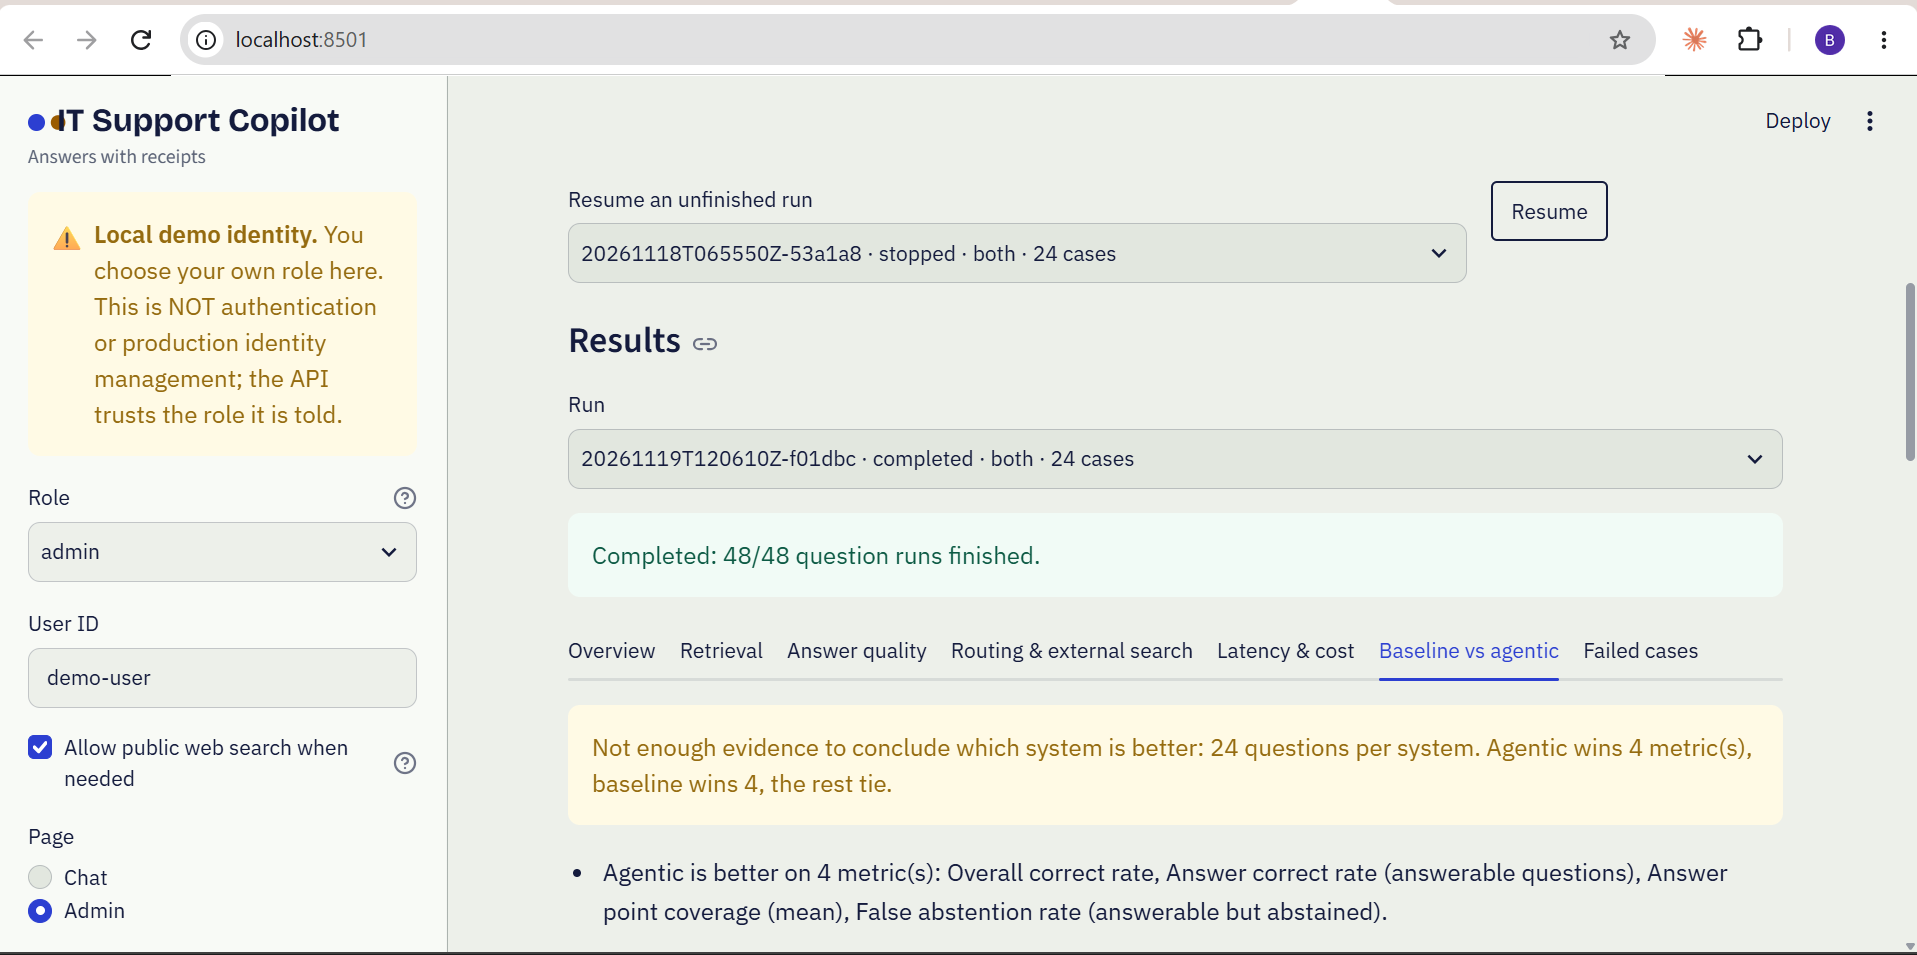 localhost:8501
B
IT Support Copilot
Answers with receipts
Local demo identity. You
choose your own role here.
This is NOT authentication
or production identity
management; the API
trusts the role it is told.
Role
admin
User ID
demo-user
Allow public web search when
needed
Page
Chat
Admin
Deploy
Resume an unfinished run
20261118T065550Z-53a1a8 · stopped · both · 24 cases
Resume
Results
Run
20261119T120610Z-f01dbc · completed · both · 24 cases
Completed: 48/48 question runs finished.
Overview Retrieval Answer quality Routing & external search Latency & cost Baseline vs agentic Failed cases
Not enough evidence to conclude which system is better: 24 questions per system. Agentic wins 4 metric(s),
baseline wins 4, the rest tie.
• Agentic is better on 4 metric(s): Overall correct rate, Answer correct rate (answerable questions), Answer
point coverage (mean), False abstention rate (answerable but abstained).